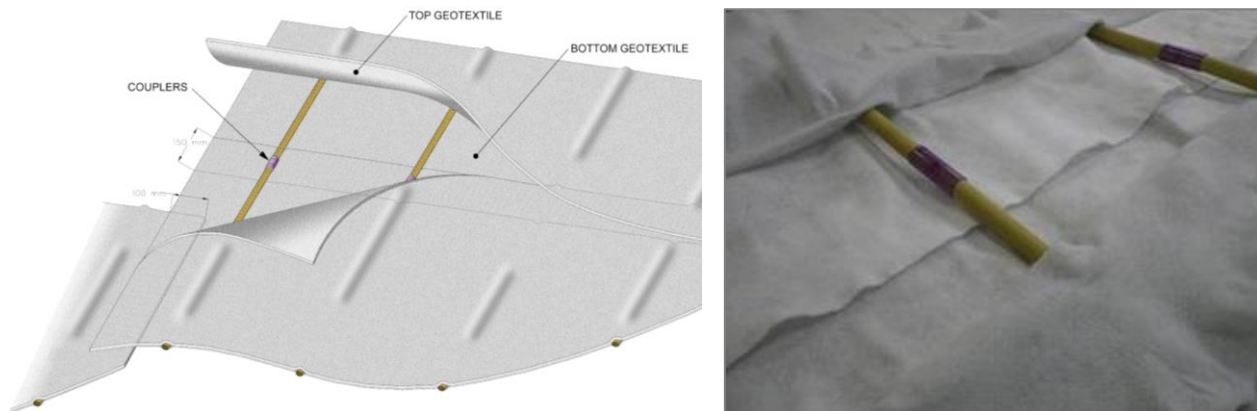 TOP GEOTEXTILE
BOTTOM GEOTEXTILE
COUPLERS
150 mm
100 mm